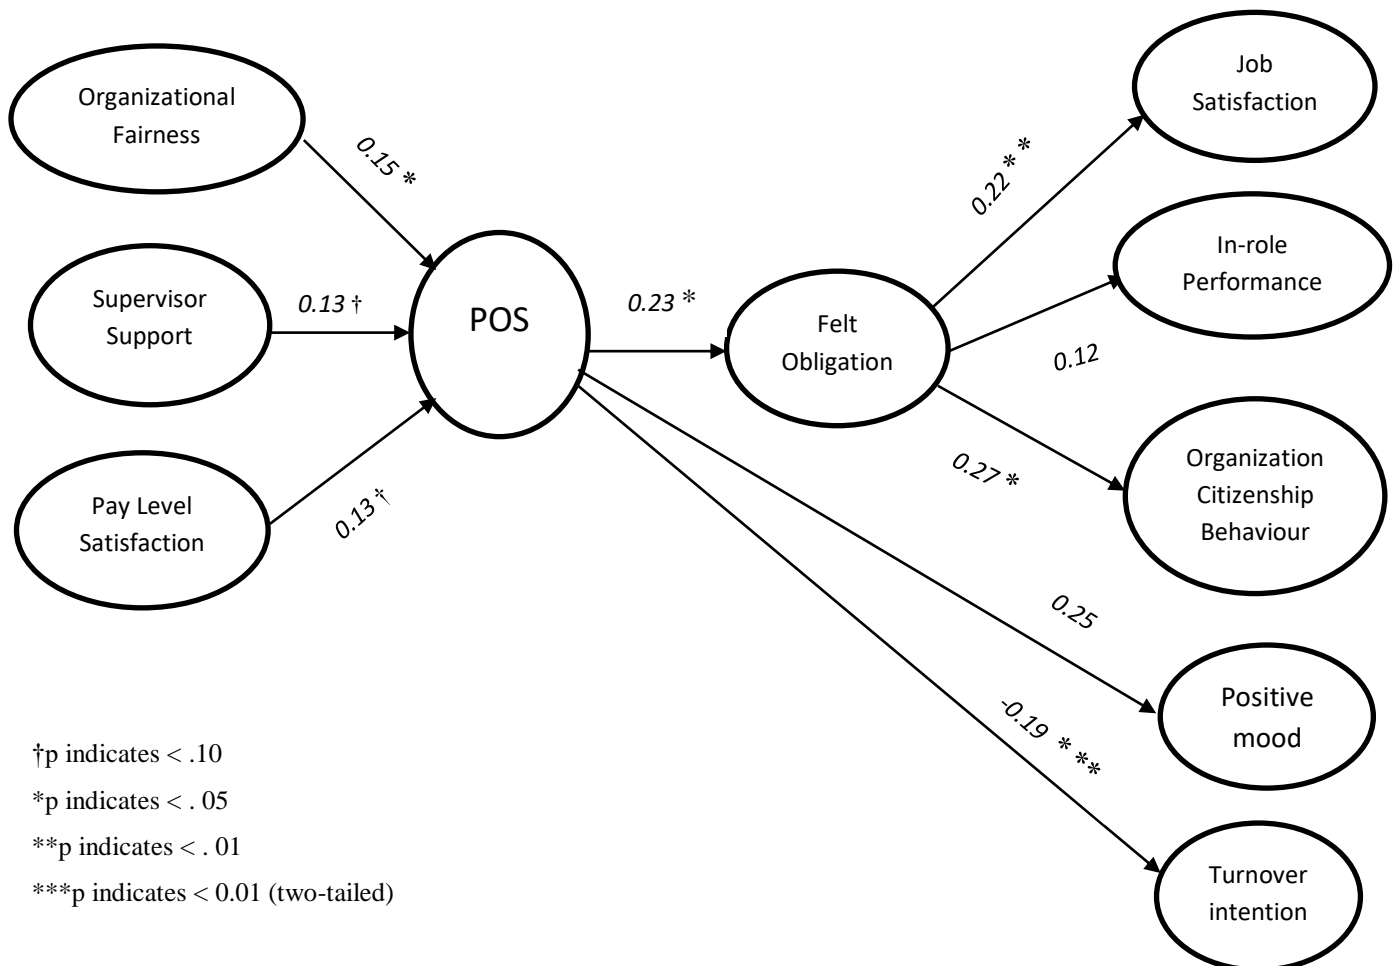 Organizational
Fairness
0.15 *
Supervisor
Support
0.13 †
Pay Level
Satisfaction
0.13 †
POS
0.23 *
Felt
Obligation
0.22 * *
Job
Satisfaction
0.12
In-role
Performance
0.27 *
Organization
Citizenship
Behaviour
0.25
Positive
mood
-0.19 * **
Turnover
intention
†p indicates < .10
*p indicates < . 05
**p indicates < . 01
***p indicates < 0.01 (two-tailed)